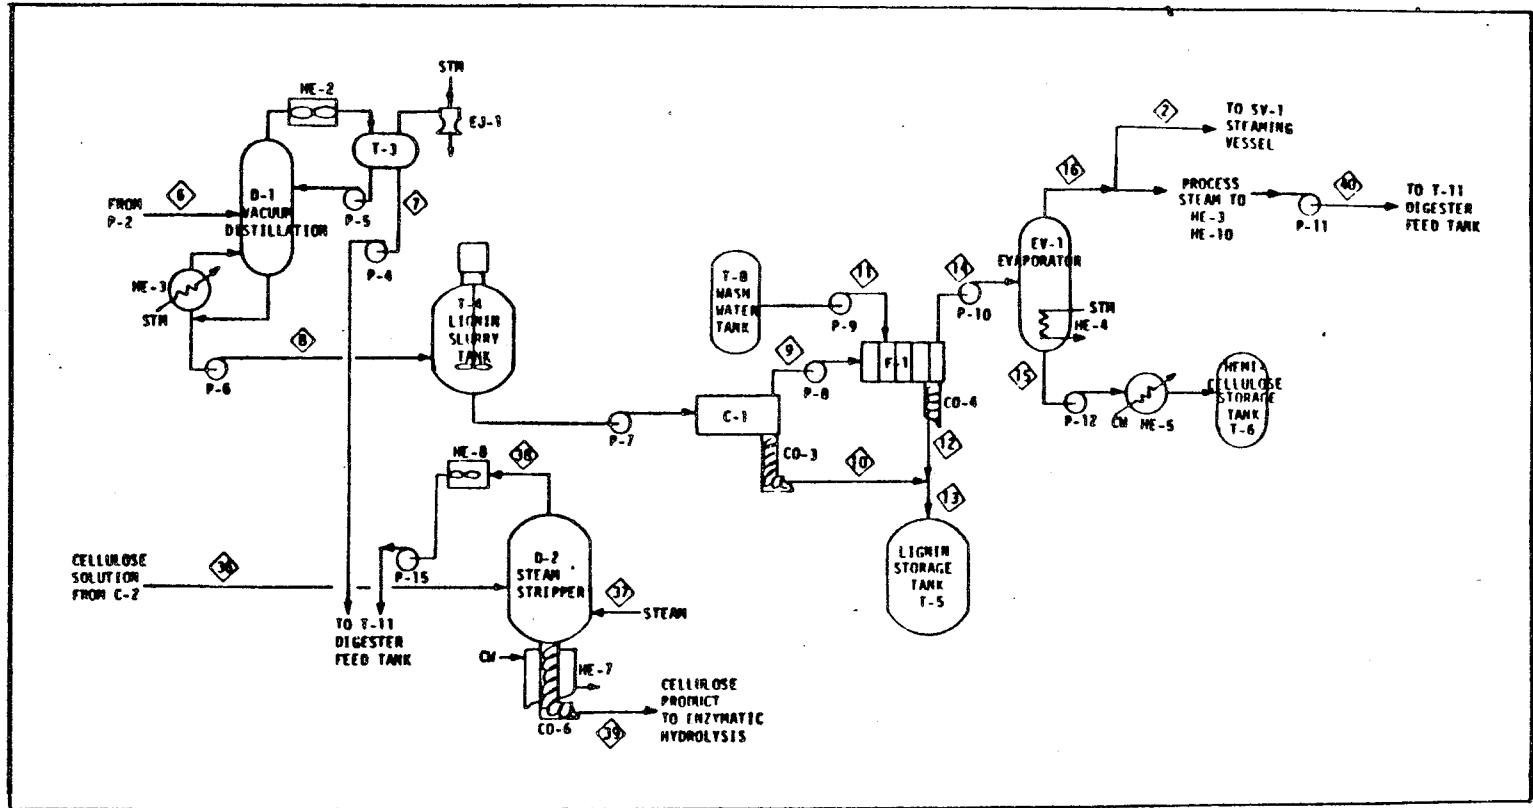 STM
HE-2
EJ-1
T-3
6
D-1
VACUUM
DISTILLATION
FROM
P-2
P-5
7
P-4
HE-3
STM
8
P-6
T-4
LIGNIN
SLURRY
TANK
P-7
T-8
WASH
WATER
TANK
11
P-9
9
P-8
F-1
C-1
CO-3
10
CO-4
12
13
LIGNIN
STORAGE
TANK
T-5
14
P-10
EV-1
EVAPORATOR
STM
HE-4
16
2
TO SV-1
STEAMING
VESSEL
PROCESS
STEAM TO
HE-3
HE-10
40
P-11
TO T-11
DIGESTER
FEED TANK
15
P-12
CW HE-5
HEMI-
CELLULOSE
STORAGE
TANK
T-6
HE-8
38
P-15
CELLULOSE
SOLUTION
FROM C-2
36
TO T-11
DIGESTER
FEED TANK
D-2
STEAM
STRIPPER
37
STEAM
CW
HE-7
CO-6
39
CELLULOSE
PRODUCT
TO ENZYMATIC
HYDROLYSIS